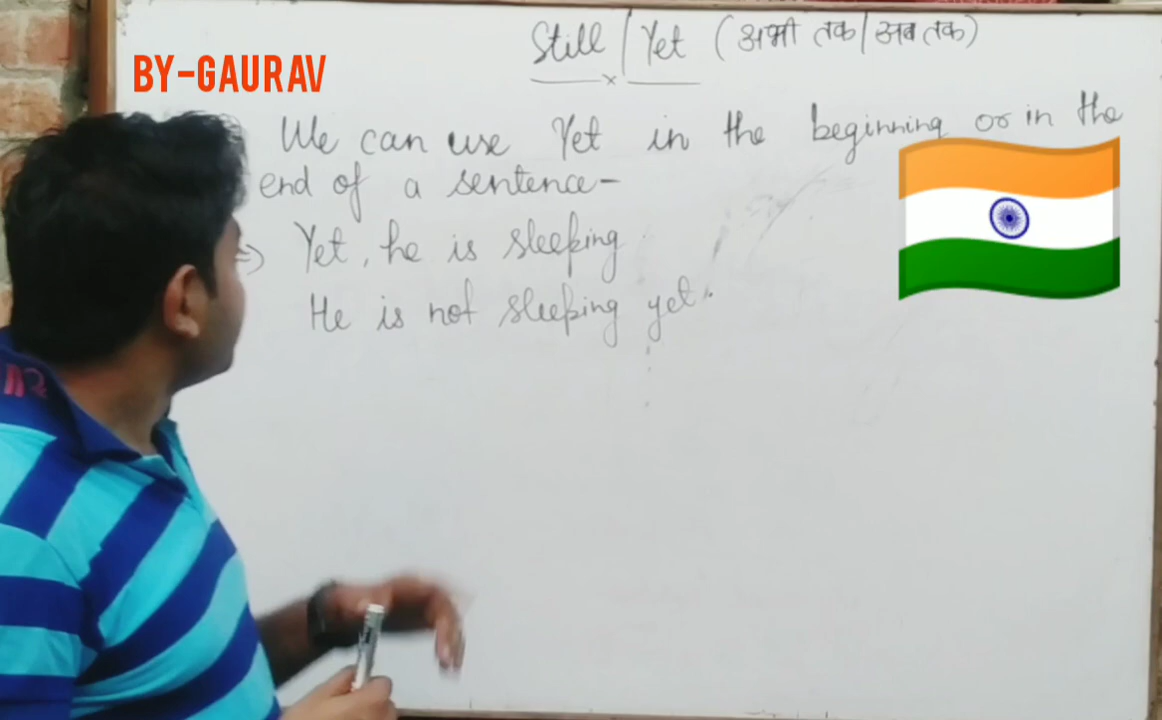 Still / Yet (अभी तक / अब तक)
BY-GAURAV
We can use Yet in the beginning or in the
end of a sentence-
Yet, he is sleeping
He is not sleeping yet.